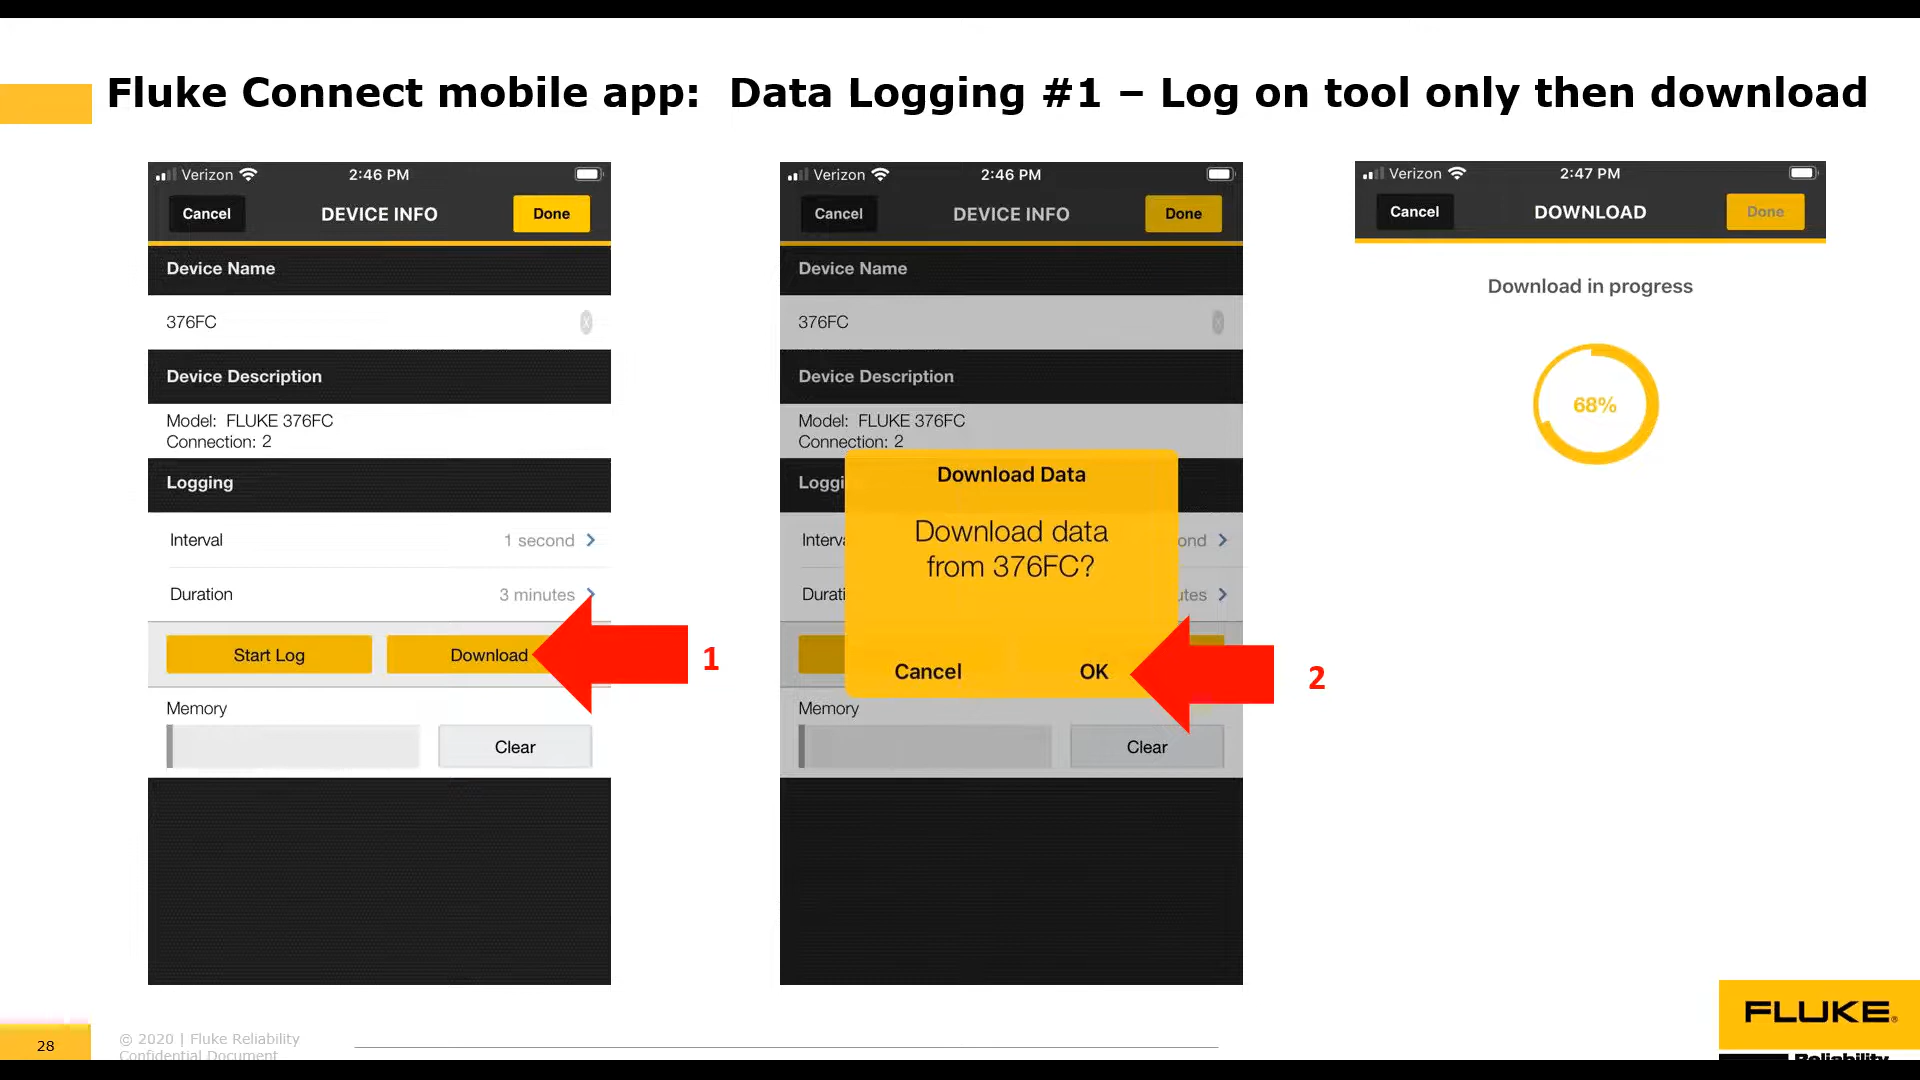 Fluke Connect mobile app:  Data Logging #1 – Log on tool only then download
Verizon 2:46 PM
Cancel DEVICE INFO Done
Device Name
376FC
Device Description
Model: FLUKE 376FC
Connection: 2
Logging
Interval 1 second
Duration 3 minutes
Start Log Download
1
Memory
Clear
Verizon 2:46 PM
Cancel DEVICE INFO Done
Device Name
376FC
Device Description
Model: FLUKE 376FC
Connection: 2
Download Data
Download data
from 376FC?
Cancel OK
2
Memory
Clear
Verizon 2:47 PM
Cancel DOWNLOAD Done
Download in progress
68%
28
© 2020 | Fluke Reliability
Confidential Document
FLUKE®
Reliability